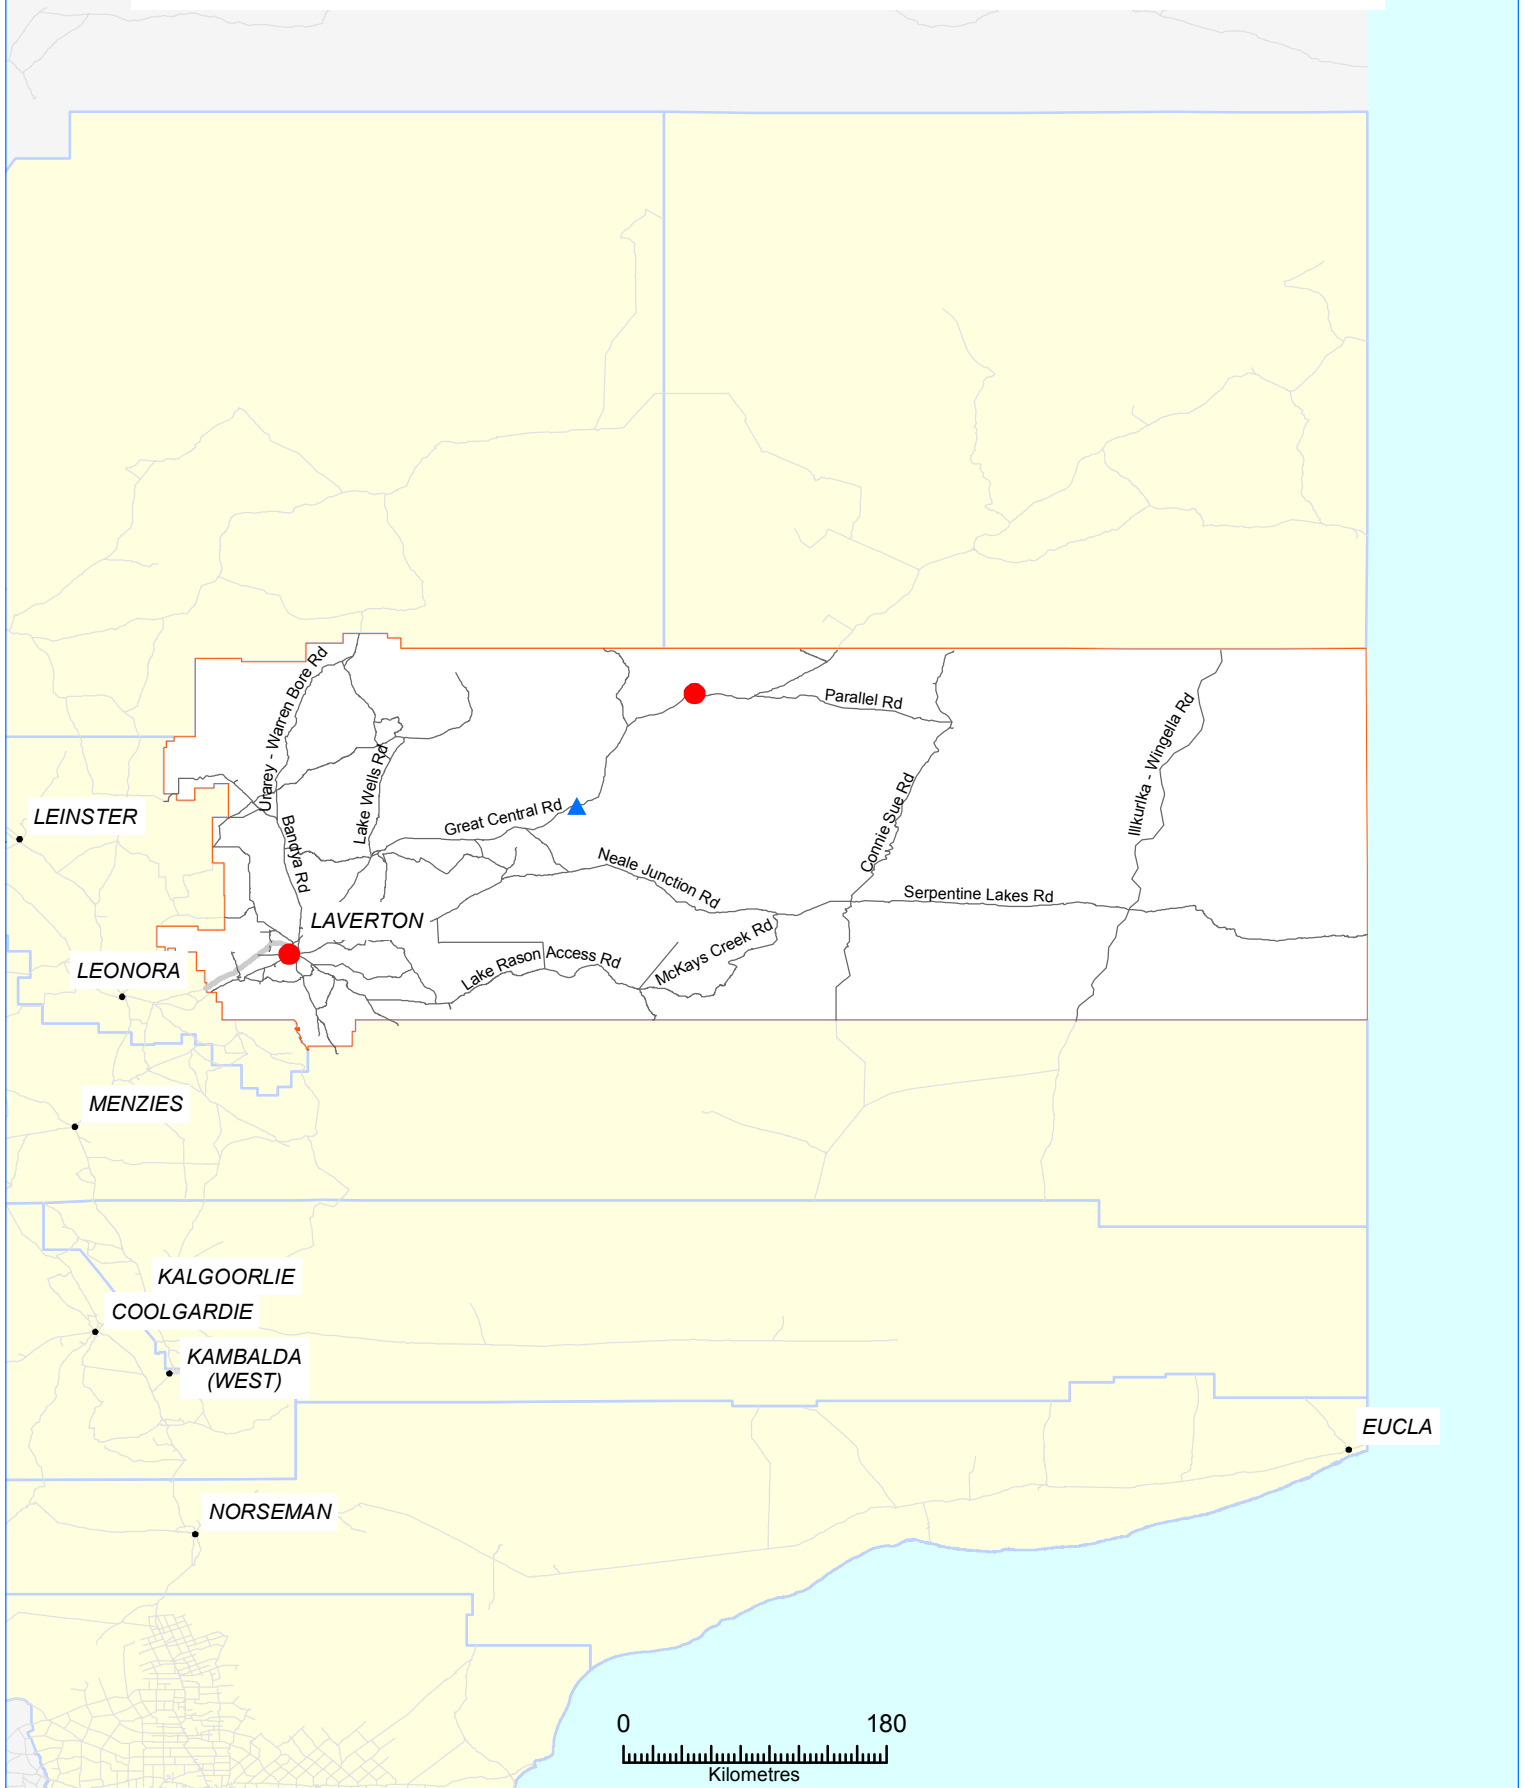 Urarey - Warren Bore Rd
Parallel Rd
Illkurlka - Wingella Rd
Lake Wells Rd
Connie Sue Rd
LEINSTER
Great Central Rd
Bandya Rd
Neale Junction Rd
Serpentine Lakes Rd
LAVERTON
LEONORA
Lake Rason Access Rd
McKays Creek Rd
MENZIES
KALGOORLIE
COOLGARDIE
KAMBALDA
(WEST)
EUCLA
NORSEMAN
0 180
Kilometres